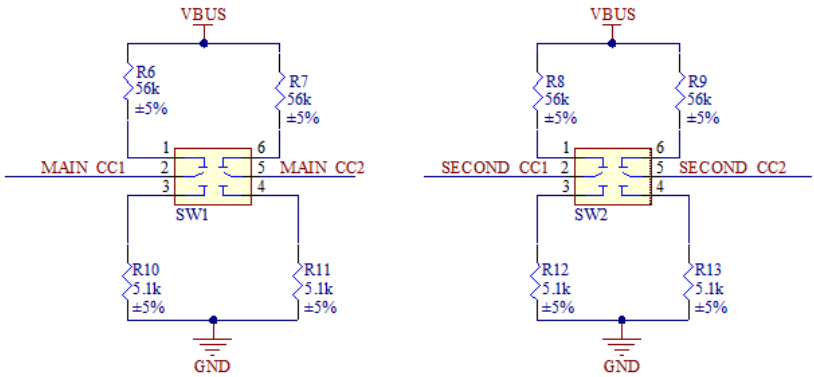 VBUS
R6
56k
±5%
R7
56k
±5%
1
2
3
6
5
4
MAIN CC1
MAIN CC2
SW1
R10
5.1k
±5%
R11
5.1k
±5%
GND
VBUS
R8
56k
±5%
R9
56k
±5%
1
2
3
6
5
4
SECOND CC1
SECOND CC2
SW2
R12
5.1k
±5%
R13
5.1k
±5%
GND